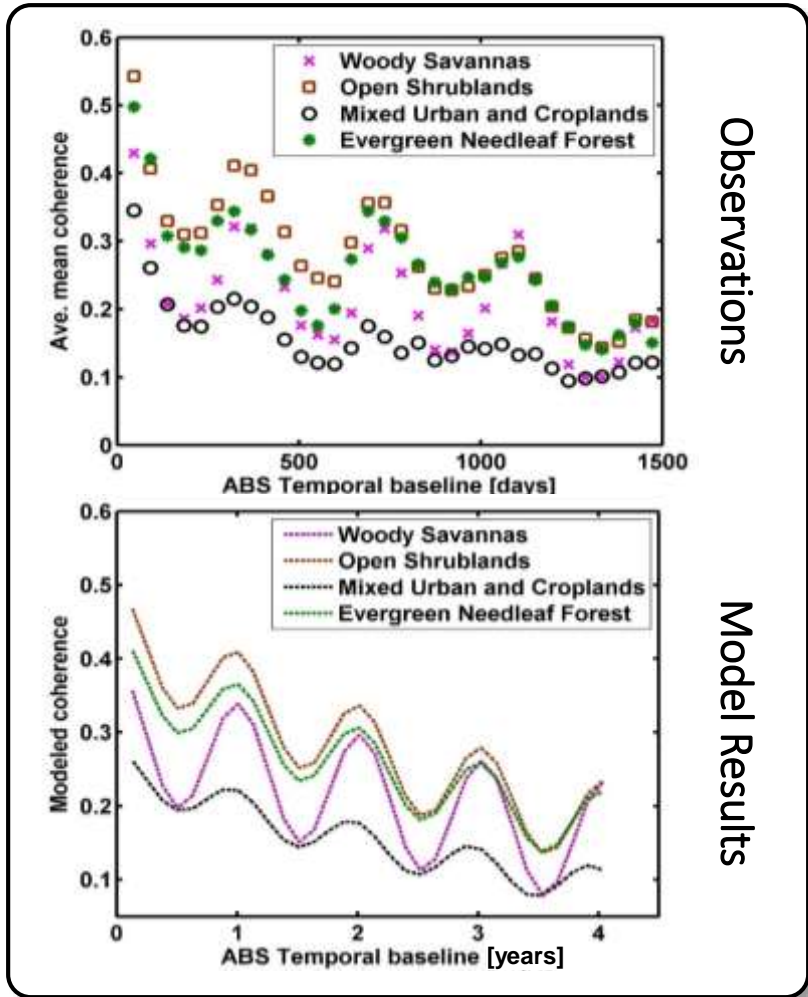 0.6
0.5
0.4
0.3
0.2
0.1
0
Ave. mean coherence
Woody Savannas
Open Shrublands
Mixed Urban and Croplands
Evergreen Needleaf Forest
0 500 1000 1500
ABS Temporal baseline [days]
Observations
0.6
0.5
0.4
0.3
0.2
0.1
Modeled coherence
Woody Savannas
Open Shrublands
Mixed Urban and Croplands
Evergreen Needleaf Forest
0 1 2 3 4
ABS Temporal baseline [years]
Model Results